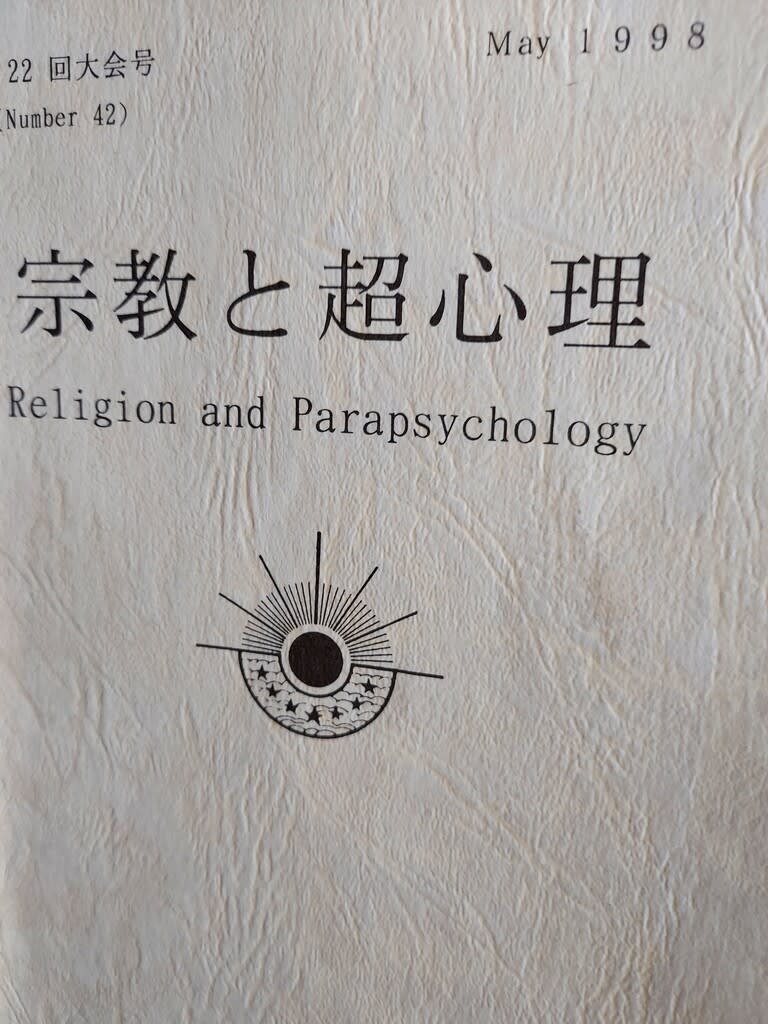 22 回大会号
May 1998
(Number 42)
宗教と超心理
Religion and Parapsychology